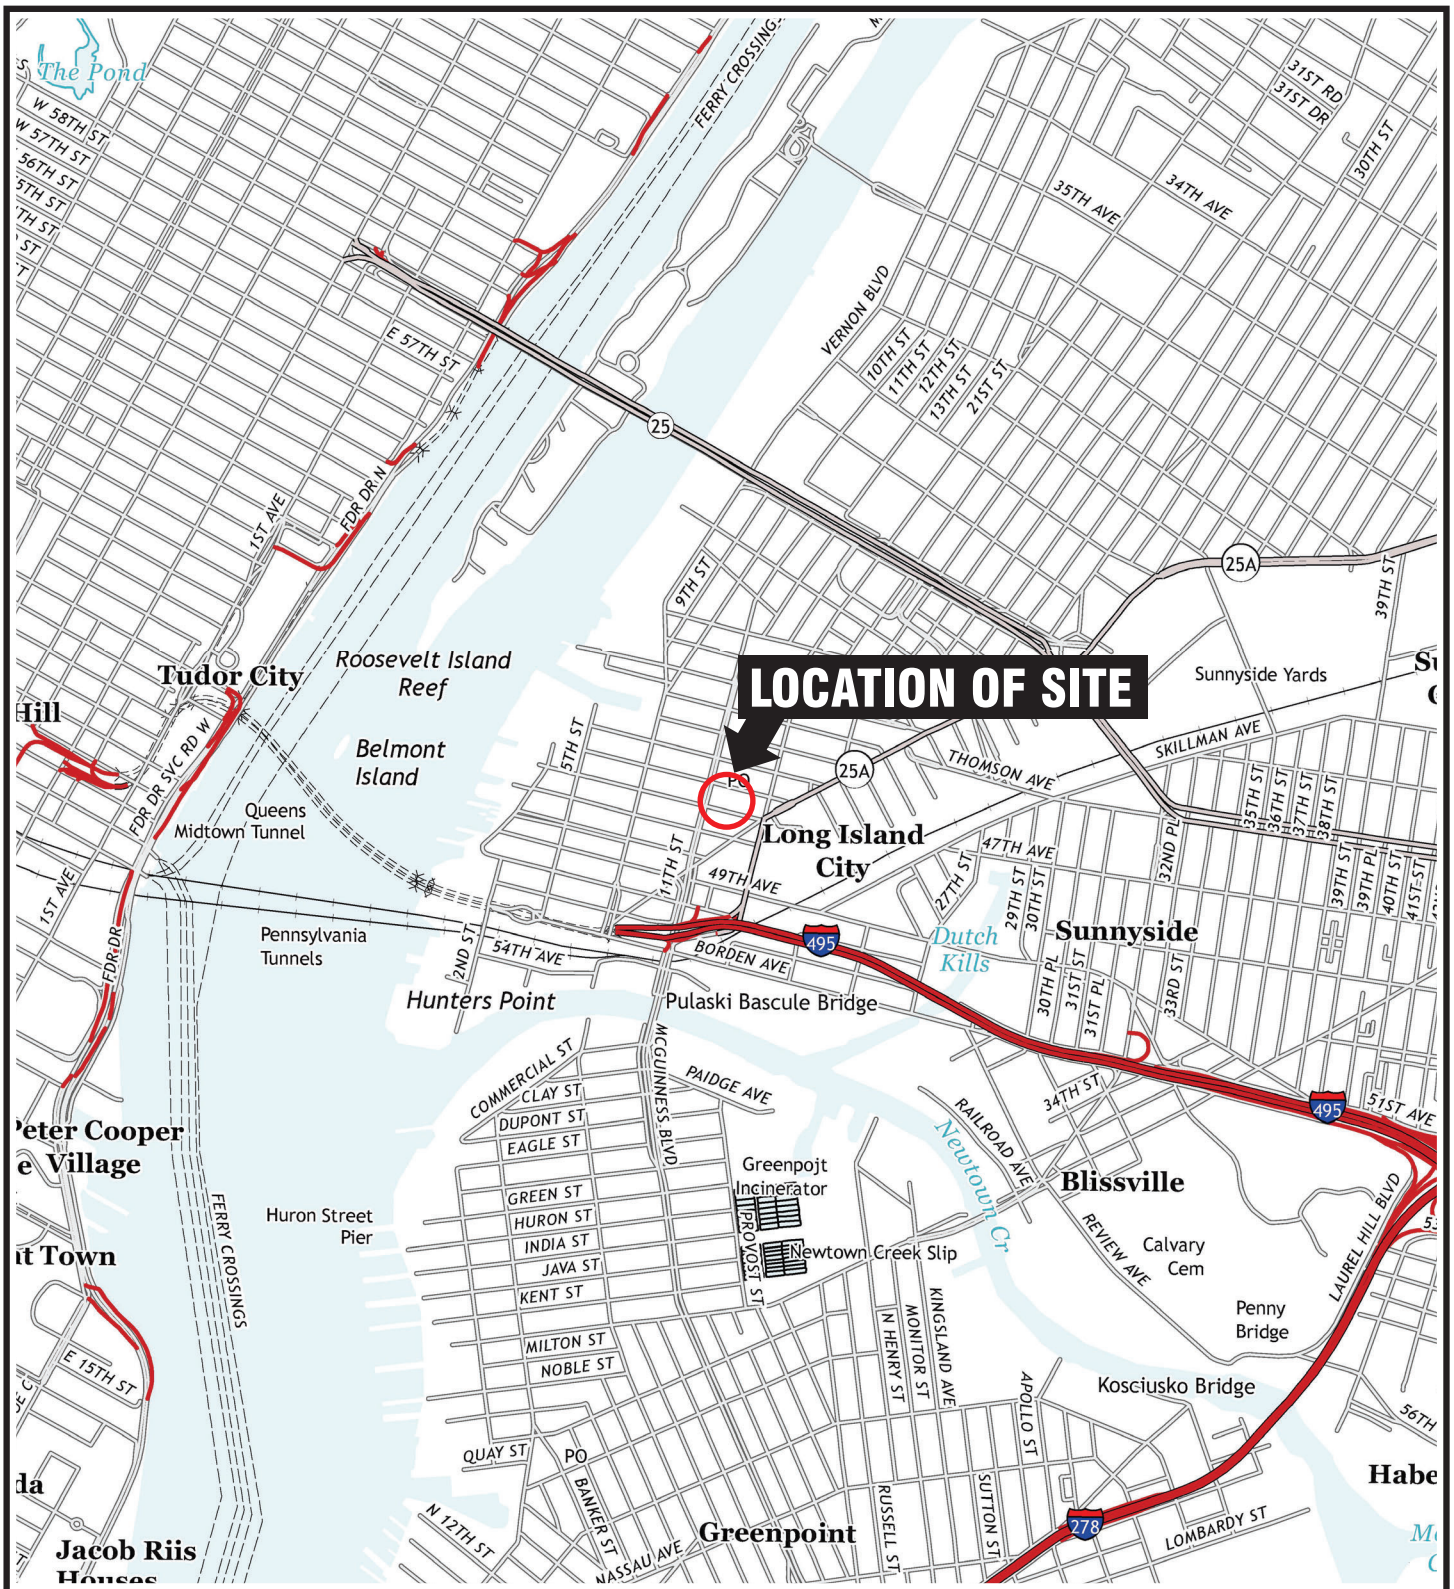 The Pond
W 58TH ST
W 57TH ST
56TH ST
5TH ST
TH ST
ST
FERRY CROSSINGS
31ST RD
31ST DR
30TH ST
35TH AVE
34TH AVE
VERNON BLVD
E 57TH ST
10TH ST
11TH ST
12TH ST
13TH ST
21ST ST
25
1ST AVE
FDR DR N
9TH ST
25A
39TH ST
Roosevelt Island
Reef
Tudor City
LOCATION OF SITE
Sunnyside Yards
Hill
5TH ST
Belmont
Island
PO
25A
THOMSON AVE
SKILLMAN AVE
FDR DR SVC RD W
Queens
Midtown Tunnel
35TH ST
36TH ST
37TH ST
38TH ST
Long Island
City
11TH ST
47TH AVE
32ND PL
49TH AVE
27TH ST
29TH ST
30TH ST
39TH ST
39TH PL
40TH ST
41ST ST
1ST AVE
Pennsylvania
Tunnels
FDR DR
2ND ST
54TH AVE
BORDEN AVE
495
Dutch
Kills
Sunnyside
30TH PL
31ST ST
31ST PL
33RD ST
Hunters Point
Pulaski Bascule Bridge
COMMERCIAL ST
MCGUINNESS BLVD
PAIDGE AVE
CLAY ST
DUPONT ST
EAGLE ST
34TH ST
495
51ST AVE
RAILROAD AVE
Newtown Cr
Peter Cooper
e Village
Greenpojt
Incinerator
Blissville
GREEN ST
HURON ST
INDIA ST
JAVA ST
KENT ST
Huron Street
Pier
PROVOST ST
Newtown Creek Slip
REVIEW AVE
Calvary
Cem
LAUREL HILL BLVD
53
nt Town
FERRY CROSSINGS
Penny
Bridge
N HENRY ST
MONITOR ST
KINGSLAND AVE
MILTON ST
NOBLE ST
E 15TH ST
APOLLO ST
Kosciusko Bridge
56TH
QUAY ST
PO
BANKER ST
RUSSELL ST
SUTTON ST
Habe
da
N 12TH ST
NASSAU AVE
Greenpoint
278
LOMBARDY ST
Jacob Riis
Houses